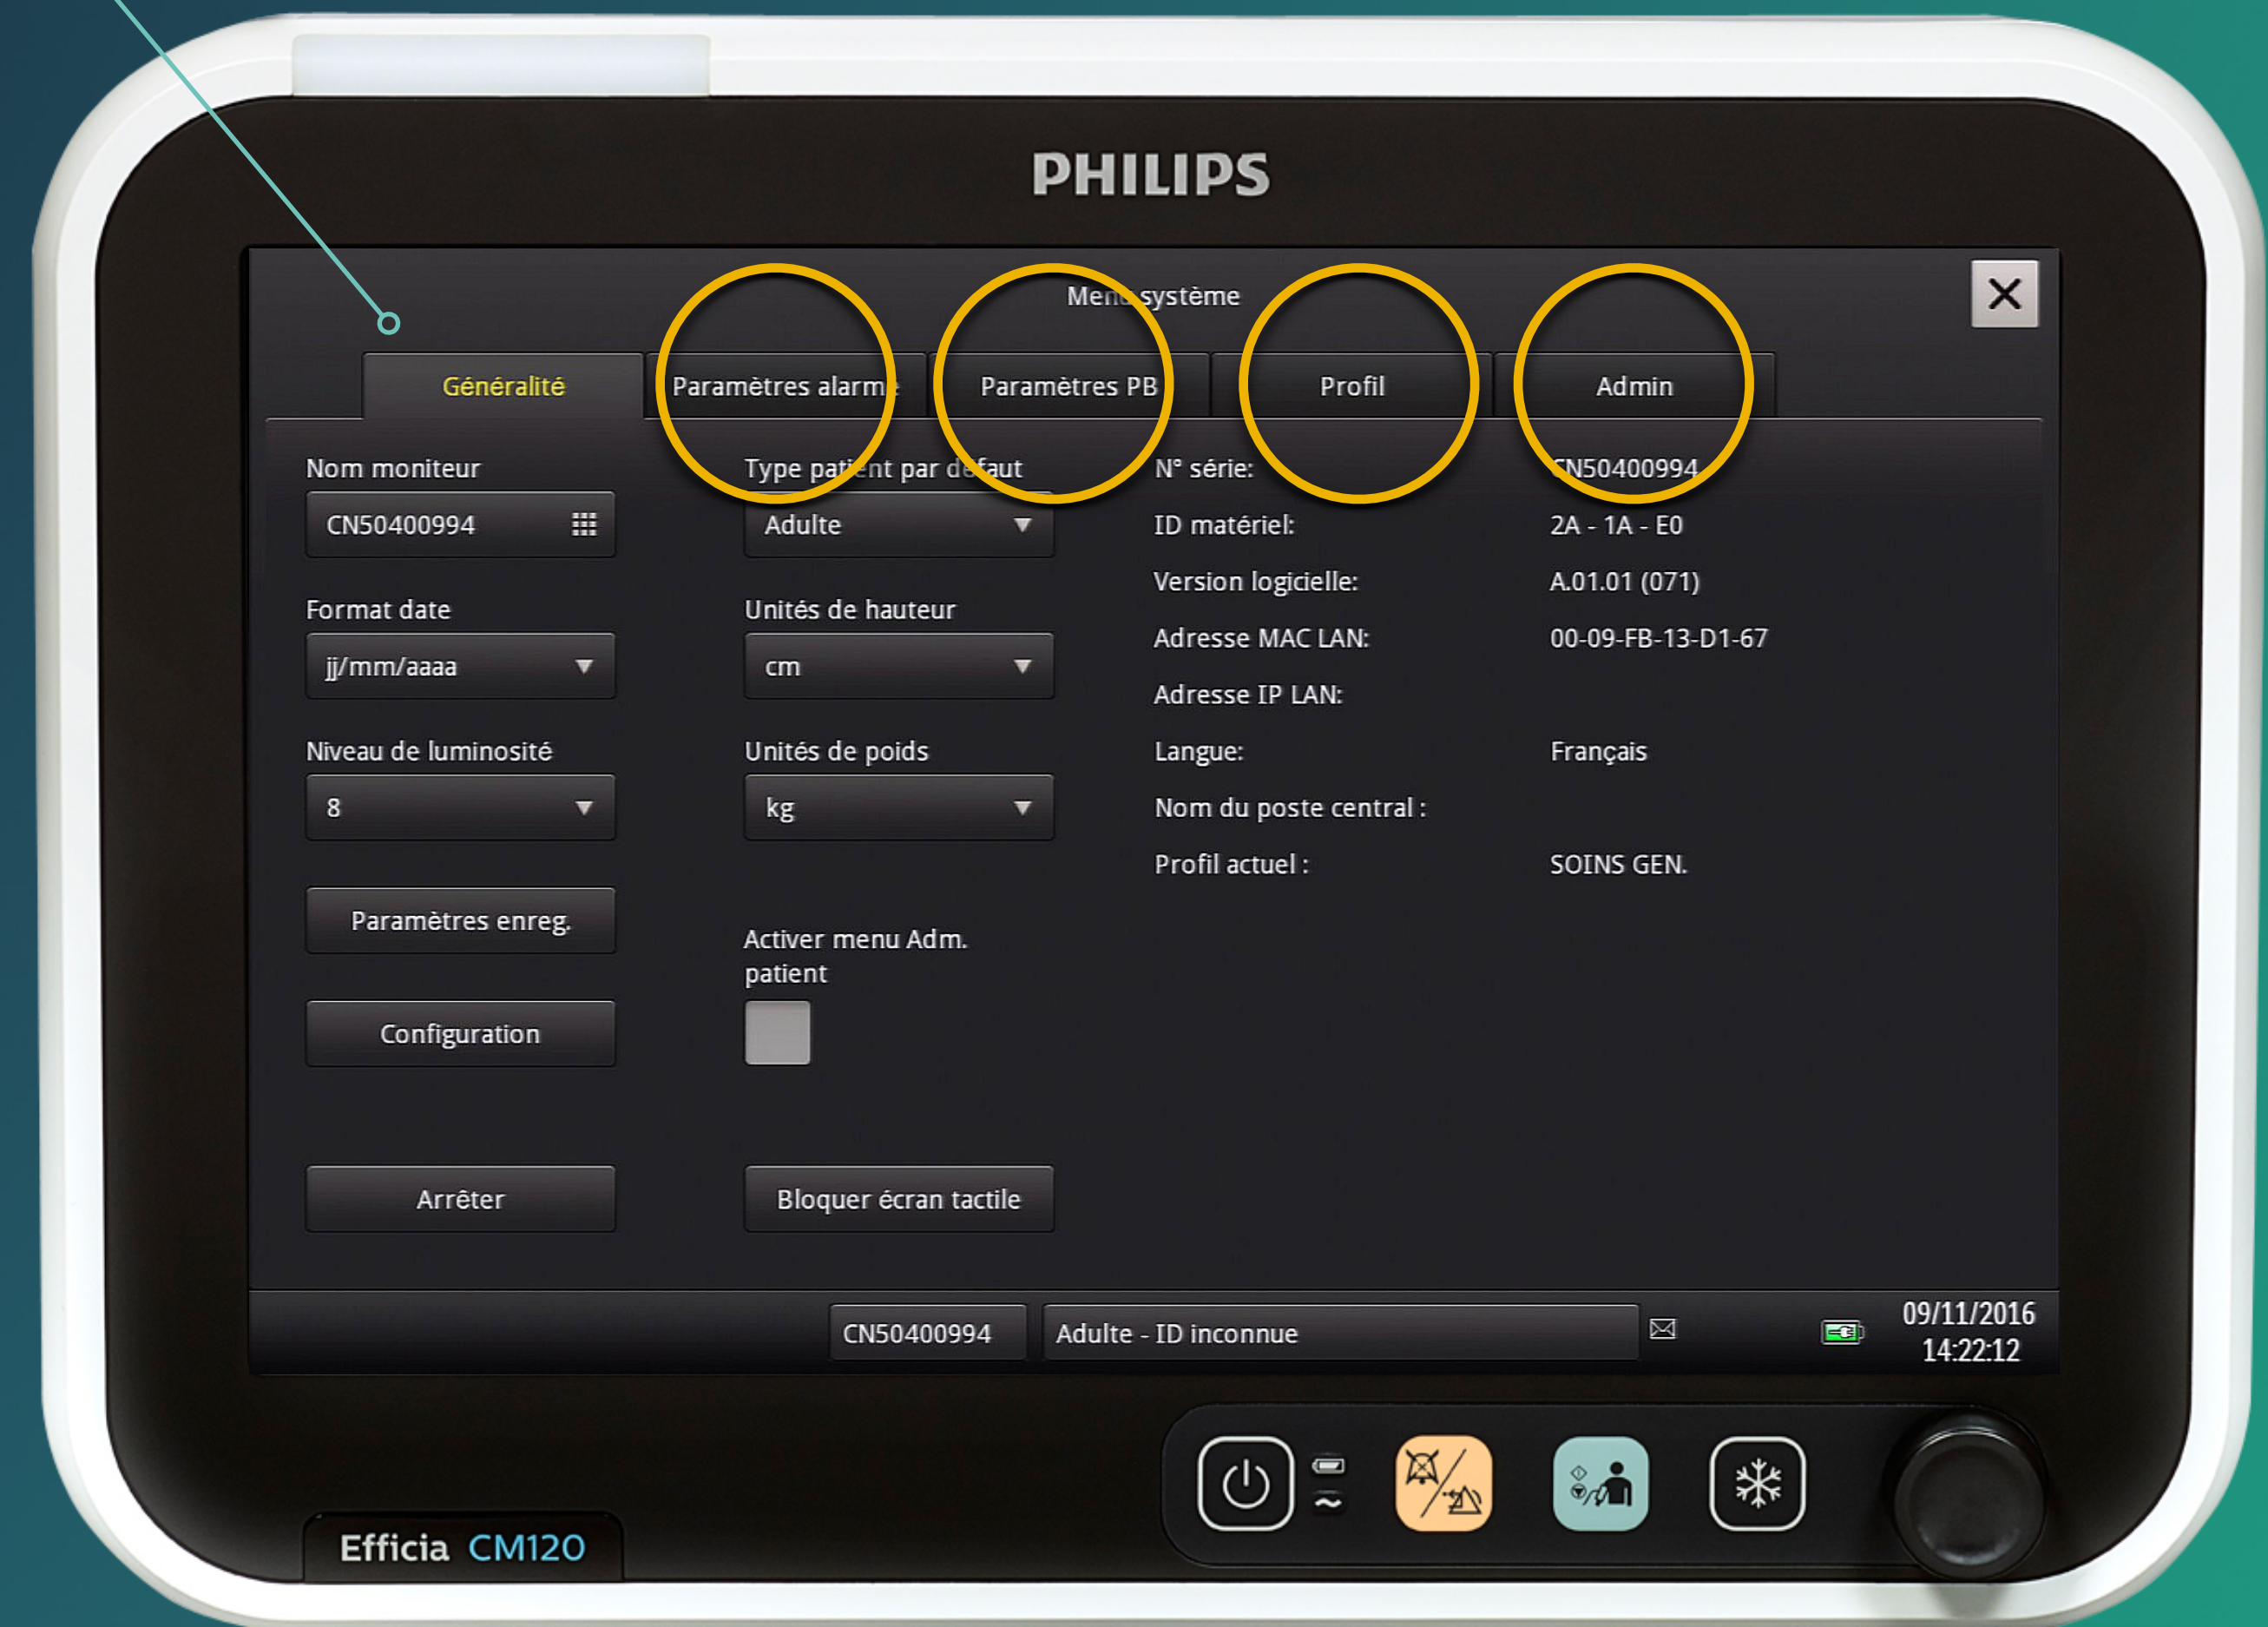 PHILIPS
Menu système
Généralité
Paramètres alarme
Paramètres PB
Profil
Admin
Nom moniteur
CN50400994
Format date
jj/mm/aaaa
Niveau de luminosité
8
Paramètres enreg.
Configuration
Arrêter
Type patient par défaut
Adulte
Unités de hauteur
cm
Unités de poids
kg
Activer menu Adm.
patient
Bloquer écran tactile
N° série: CN50400994
ID matériel: 2A - 1A - E0
Version logicielle: A.01.01 (071)
Adresse MAC LAN: 00-09-FB-13-D1-67
Adresse IP LAN:
Langue: Français
Nom du poste central :
Profil actuel : SOINS GEN.
CN50400994
Adulte - ID inconnue
09/11/2016
14:22:12
Efficia CM120